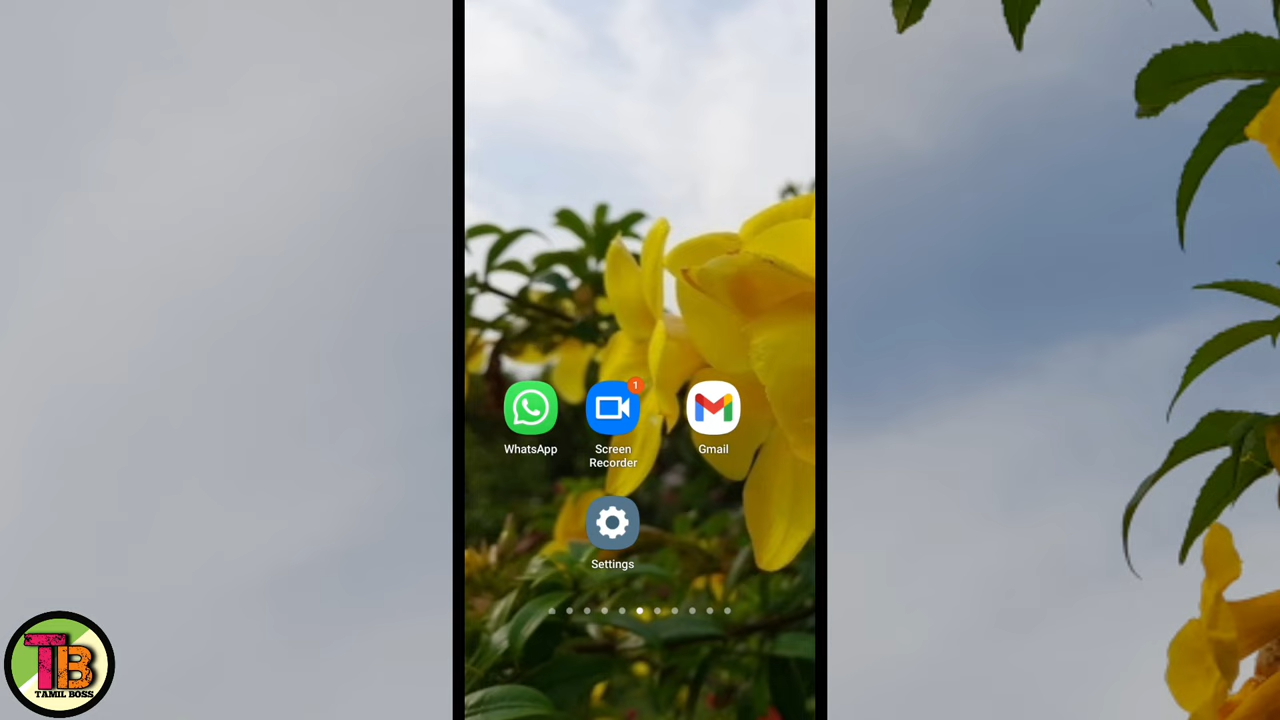 1
WhatsApp
Screen
Recorder
Gmail
Settings
TB
TAMIL BOSS